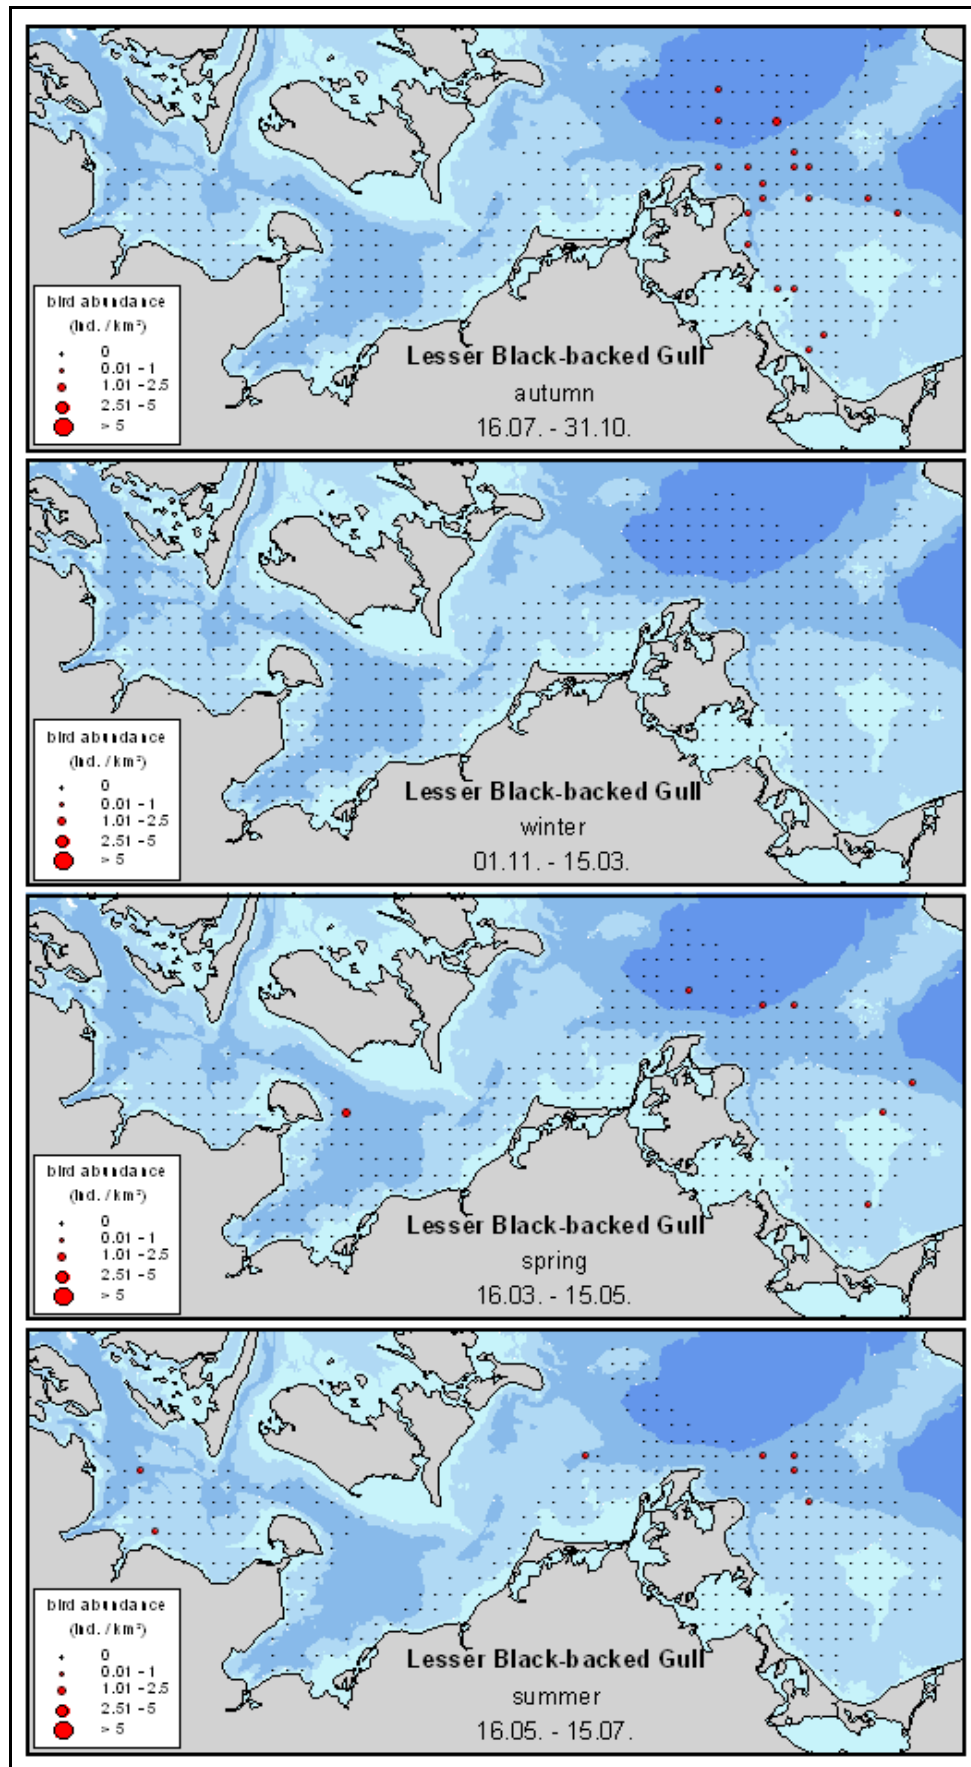 bird abundance
(Ind. / km²)
0
0.01 - 1
1.01 - 2.5
2.51 - 5
> 5
Lesser Black-backed Gull
autumn
16.07. - 31.10.
bird abundance
(Ind. / km²)
0
0.01 - 1
1.01 - 2.5
2.51 - 5
> 5
Lesser Black-backed Gull
winter
01.11. - 15.03.
bird abundance
(Ind. / km²)
0
0.01 - 1
1.01 - 2.5
2.51 - 5
> 5
Lesser Black-backed Gull
spring
16.03. - 15.05.
bird abundance
(Ind. / km²)
0
0.01 - 1
1.01 - 2.5
2.51 - 5
> 5
Lesser Black-backed Gull
summer
16.05. - 15.07.